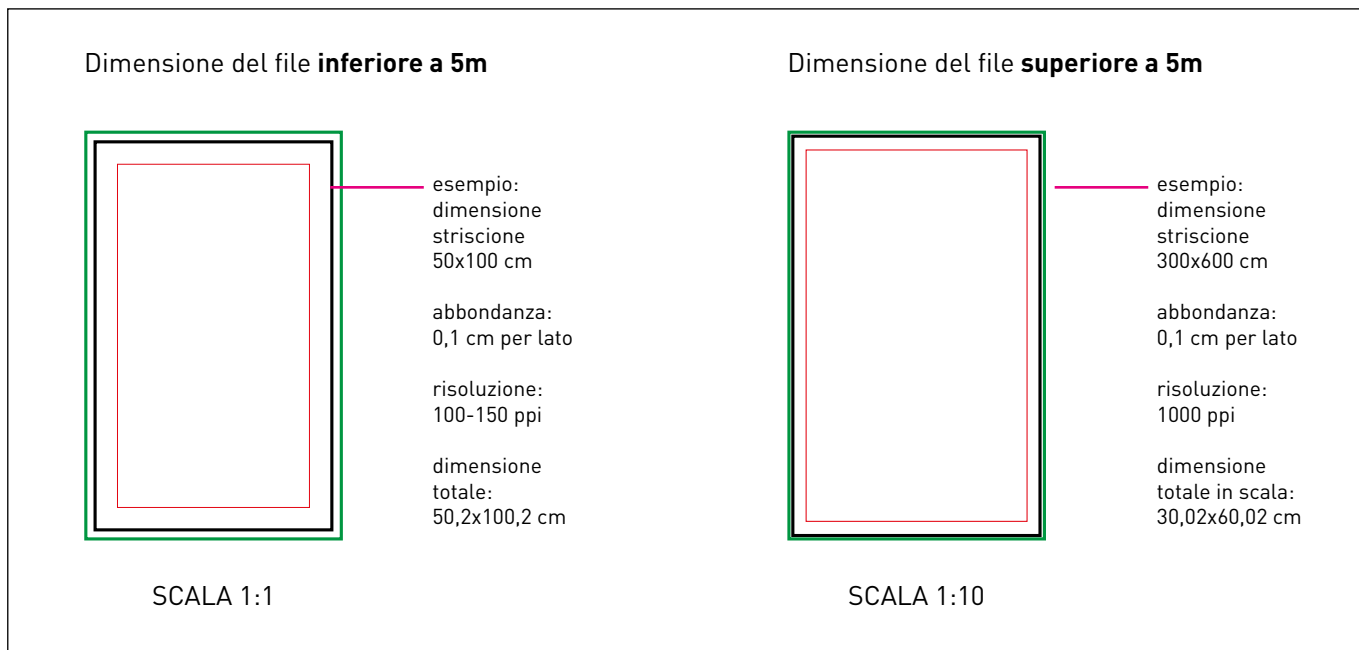 Dimensione del file inferiore a 5m
esempio:
dimensione
striscione
50x100 cm
abbondanza:
0,1 cm per lato
risoluzione:
100-150 ppi
dimensione
totale:
50,2x100,2 cm
SCALA 1:1
Dimensione del file superiore a 5m
esempio:
dimensione
striscione
300x600 cm
abbondanza:
0,1 cm per lato
risoluzione:
1000 ppi
dimensione
totale in scala:
30,02x60,02 cm
SCALA 1:10